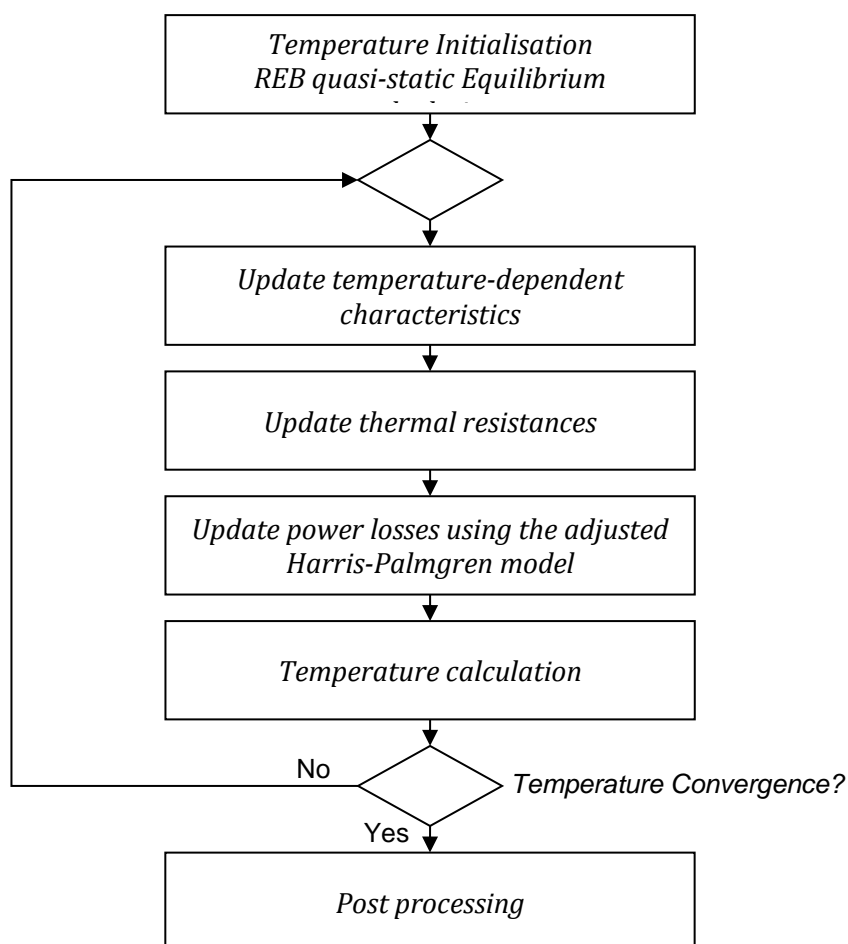 Temperature Initialisation
REB quasi-static Equilibrium
Update temperature-dependent
characteristics
Update thermal resistances
Update power losses using the adjusted
Harris-Palmgren model
Temperature calculation
No
Temperature Convergence?
Yes
Post processing